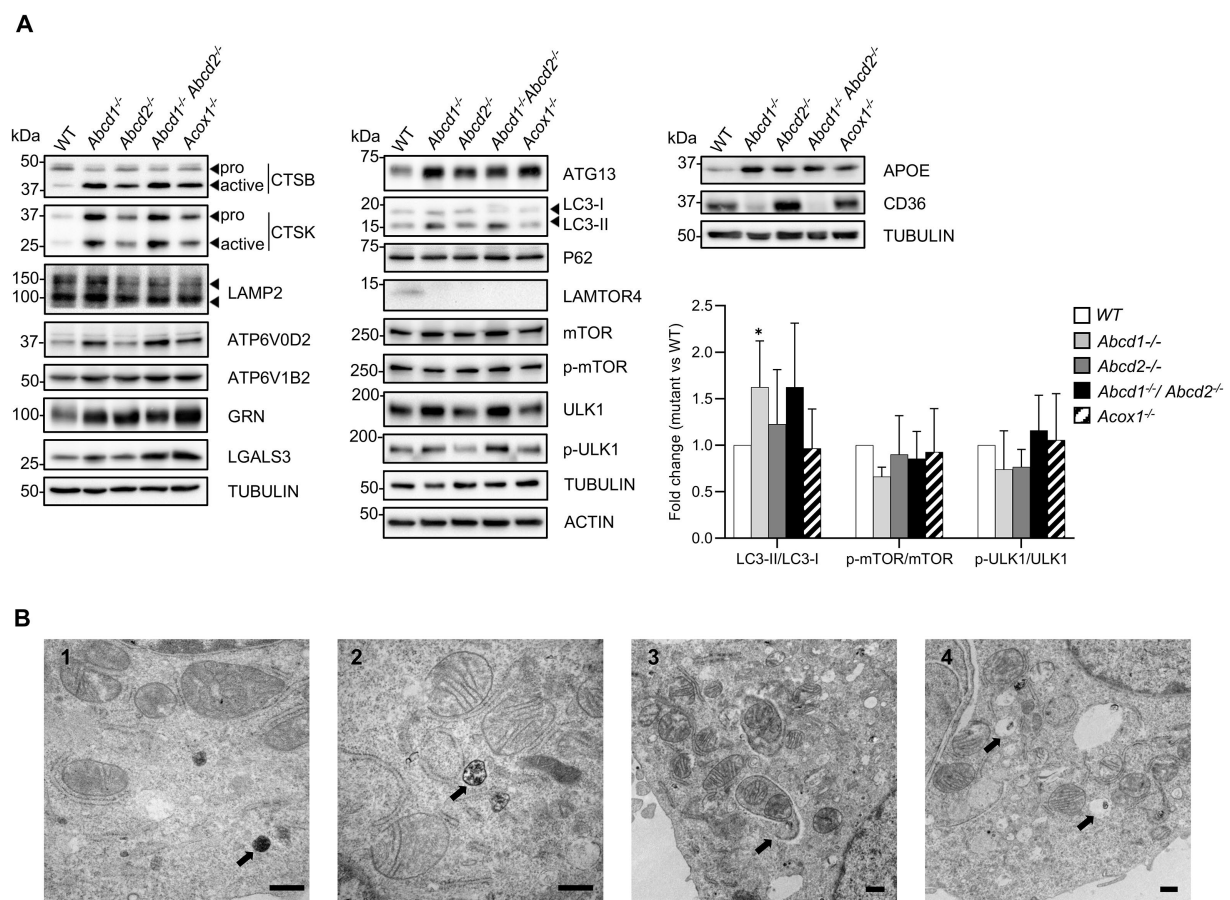 A
kDa
WT
Abcd1-/-
Abcd2-/-
Abcd1-/- Abcd2-/-
Acox1-/-
50
37
pro
active
CTSB
37
25
pro
active
CTSK
150
100
LAMP2
37
ATP6V0D2
50
ATP6V1B2
100
GRN
25
LGALS3
50
TUBULIN
kDa
WT
Abcd1-/-
Abcd2-/-
Abcd1-/- Abcd2-/-
Acox1-/-
75
ATG13
20
15
LC3-I
LC3-II
75
P62
15
LAMTOR4
250
mTOR
250
p-mTOR
200
ULK1
200
p-ULK1
50
TUBULIN
50
ACTIN
kDa
WT
Abcd1-/-
Abcd2-/-
Abcd1-/- Abcd2-/-
Acox1-/-
37
APOE
37
CD36
50
TUBULIN
Fold change (mutant vs WT)
2.5
2.0
1.5
1.0
0.5
0.0
*
LC3-II/LC3-I
p-mTOR/mTOR
p-ULK1/ULK1
WT
Abcd1-/-
Abcd2-/-
Abcd1-/-/ Abcd2-/-
Acox1-/-
B
1
2
3
4